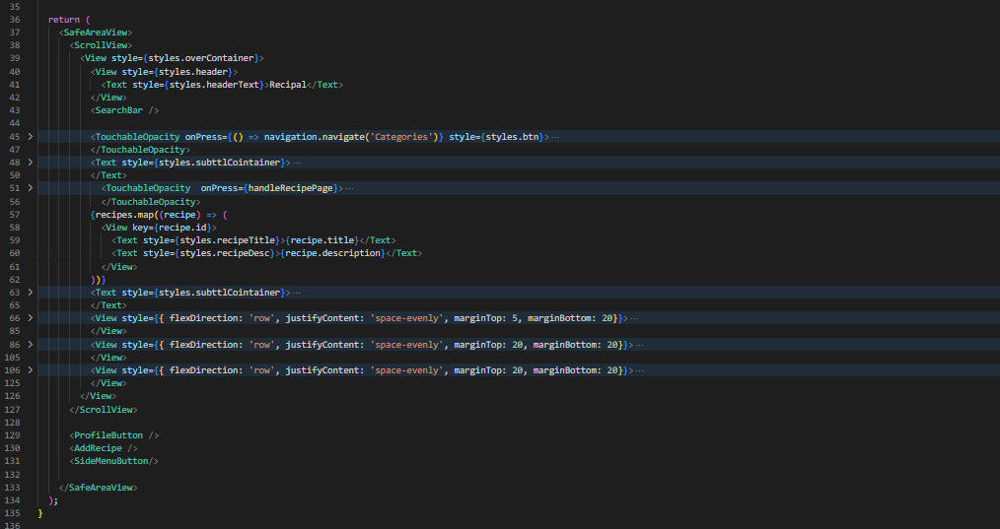 35
36 return (
37 <SafeAreaView>
38 <ScrollView>
39 <View style={styles.overContainer}>
40 <View style={styles.header}>
41 <Text style={styles.headerText}>Recipal</Text>
42 </View>
43 <SearchBar />
44
45 > <TouchableOpacity onPress={() => navigation.navigate('Categories')} style={styles.btn}>···
47 </TouchableOpacity>
48 > <Text style={styles.subttlCointainer}>···
50 </Text>
51 > <TouchableOpacity  onPress={handleRecipePage}>···
56 </TouchableOpacity>
57 {recipes.map((recipe) => (
58 <View key={recipe.id}>
59 <Text style={styles.recipeTitle}>{recipe.title}</Text>
60 <Text style={styles.recipeDesc}>{recipe.description}</Text>
61 </View>
62 ))}
63 > <Text style={styles.subttlCointainer}>···
65 </Text>
66 > <View style={{ flexDirection: 'row', justifyContent: 'space-evenly', marginTop: 5, marginBottom: 20}}>···
85 </View>
86 > <View style={{ flexDirection: 'row', justifyContent: 'space-evenly', marginTop: 20, marginBottom: 20}}>···
105 </View>
106 > <View style={{ flexDirection: 'row', justifyContent: 'space-evenly', marginTop: 20, marginBottom: 20}}>···
125 </View>
126 </View>
127 </ScrollView>
128
129 <ProfileButton />
130 <AddRecipe />
131 <SideMenuButton/>
132
133 </SafeAreaView>
134 );
135 }
136